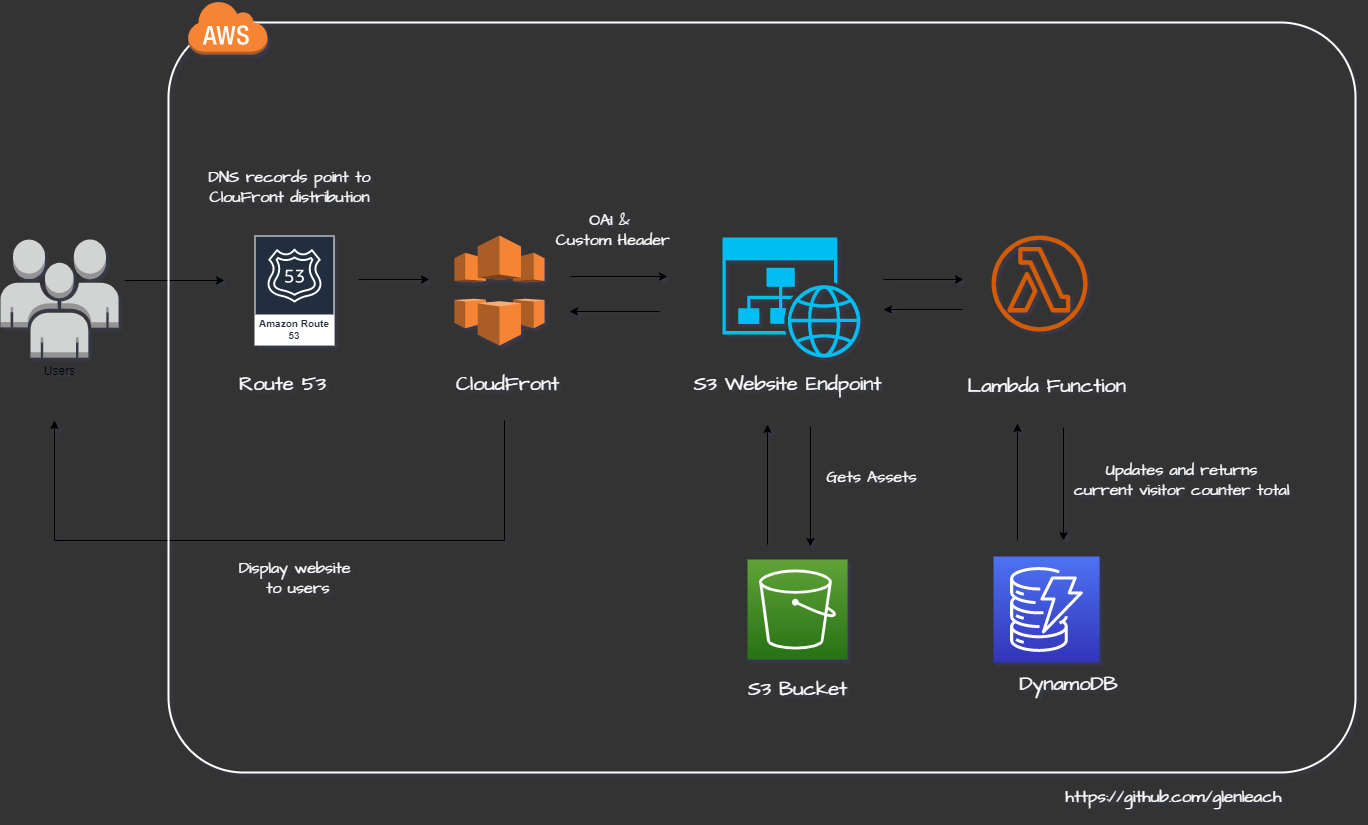 AWS
DNS records point to
ClouFront distribution
OAI &
Custom Header
53
Amazon Route
53
Users
Route 53
CloudFront
S3 Website Endpoint
Lambda Function
Gets Assets
Updates and returns
current visitor counter total
Display website
to users
S3 Bucket
DynamoDB
https://github.com/glenleach